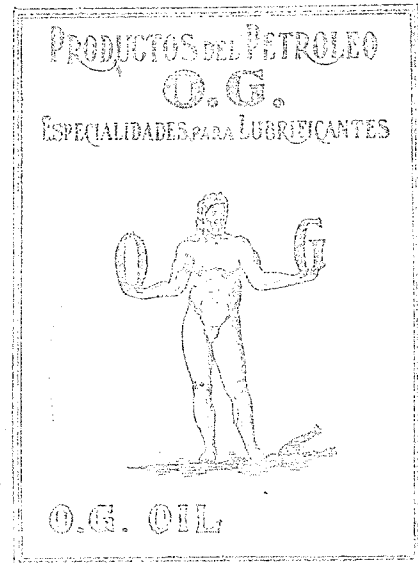 PRODUCTOS DEL PETROLEO
O.G.
ESPECIALIDADES PARA LUBRIFICANTES
O G
O.G. OIL